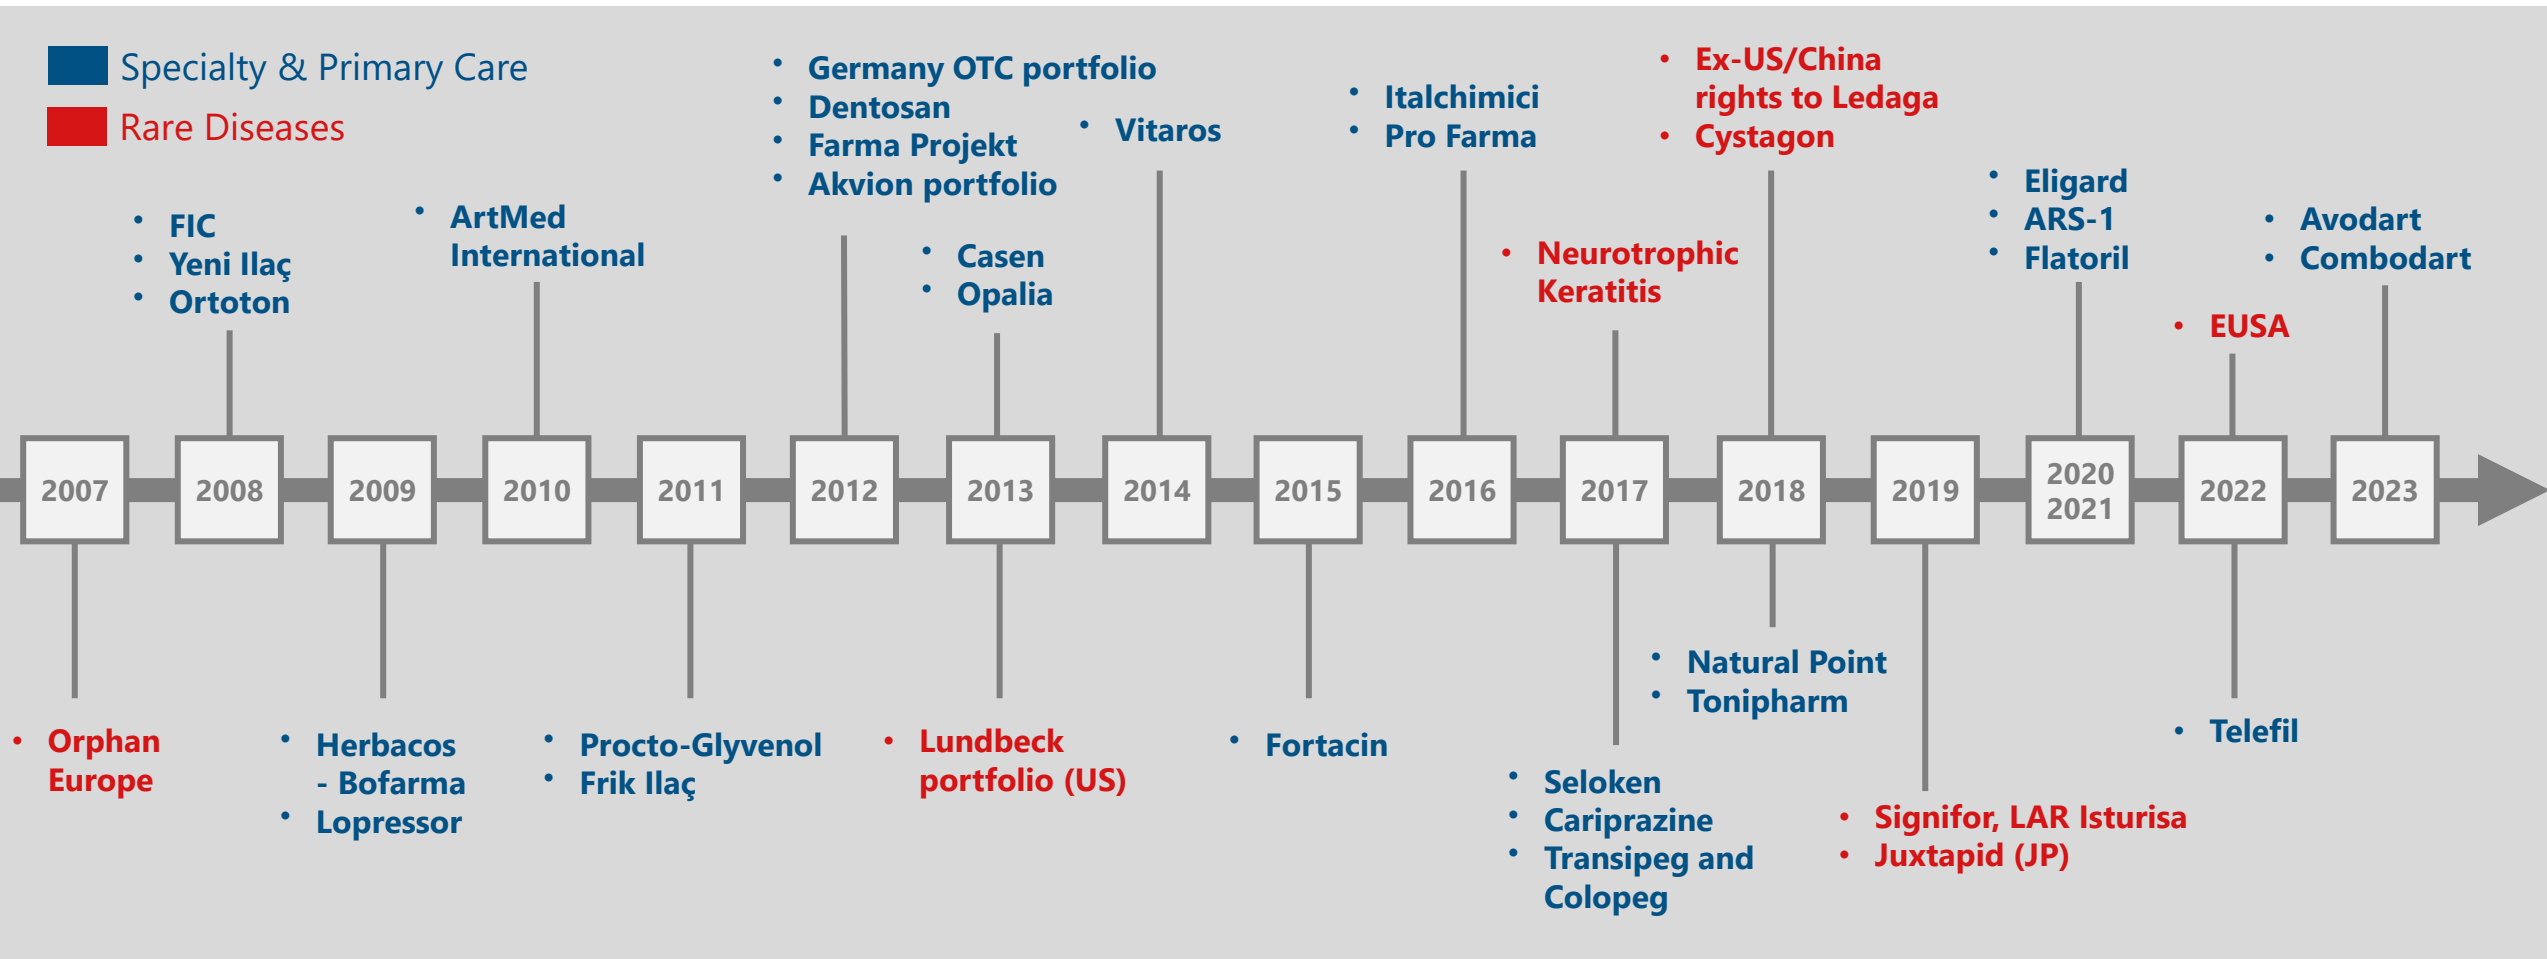 Specialty & Primary Care
Rare Diseases
• FIC
• Yeni Ilaç
• Ortoton
• ArtMed
International
• Germany OTC portfolio
• Dentosan
• Farma Projekt
• Akvion portfolio
• Casen
• Opalia
• Vitaros
• Italchimici
• Pro Farma
• Neurotrophic
Keratitis
• Ex-US/China
rights to Ledaga
• Cystagon
• Eligard
• ARS-1
• Flatoril
• EUSA
• Avodart
• Combodart
2007
2008
2009
2010
2011
2012
2013
2014
2015
2016
2017
2018
2019
2020
2021
2022
2023
• Orphan
Europe
• Herbacos
- Bofarma
• Lopressor
• Procto-Glyvenol
• Frik Ilaç
• Lundbeck
portfolio (US)
• Fortacin
• Seloken
• Cariprazine
• Transipeg and
Colopeg
• Natural Point
• Tonipharm
• Signifor, LAR Isturisa
• Juxtapid (JP)
• Telefil